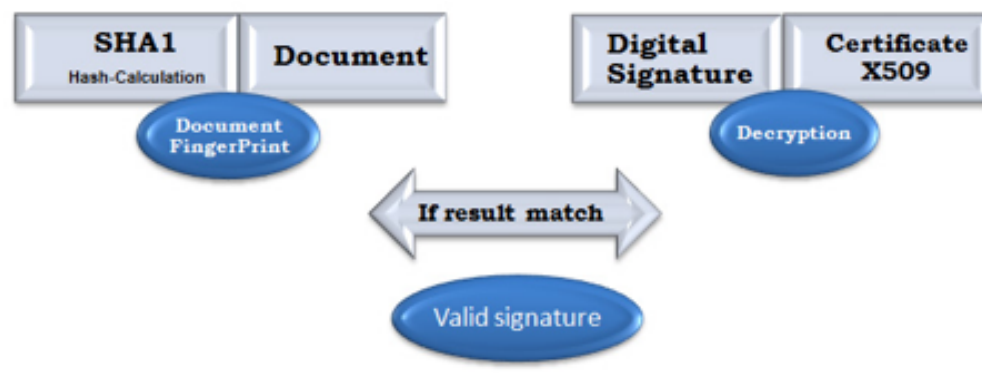 SHA1
Hash-Calculation
Document
Document
FingerPrint
Digital
Signature
Certificate
X509
Decryption
If result match
Valid signature